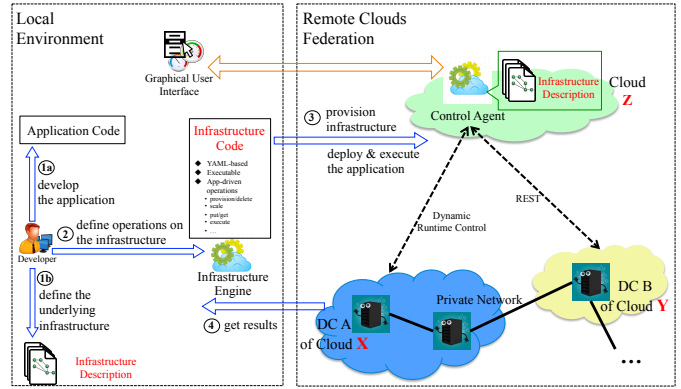 Local
Environment
Remote Clouds
Federation
Graphical User
Interface
Infrastructure
Description
Cloud
Z
Control Agent
Application Code
Infrastructure
Code
◆ YAML-based
◆ Executable
◆ App-driven
operations
• provision/delete
• scale
• put/get
• execute
• ...
3 provision
infrastructure
deploy & execute
the application
1a
develop
the application
2 define operations on
the infrastructure
Developer
Dynamic
Runtime Control
REST
1b
define the
underlying
infrastructure
Infrastructure
Engine
4 get results
Private Network
DC A
of Cloud X
DC B
of Cloud Y
...
Infrastructure
Description